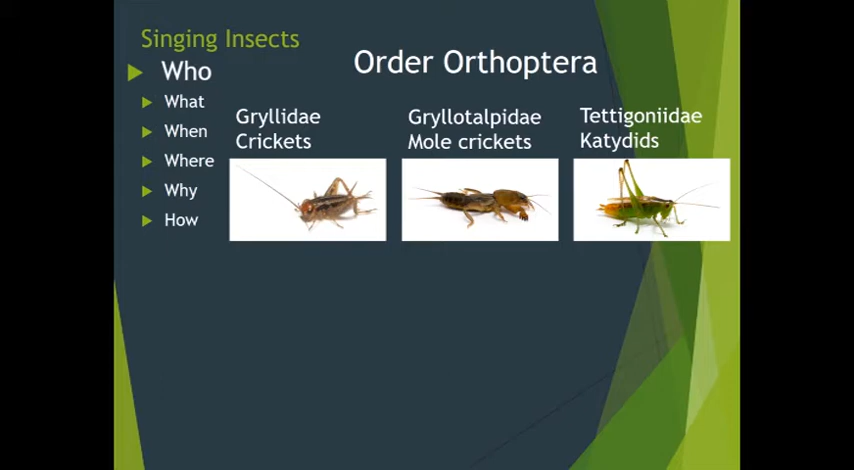 Singing Insects
Who
What
When
Where
Why
How
Order Orthoptera
Gryllidae
Crickets
Gryllotalpidae
Mole crickets
Tettigoniidae
Katydids